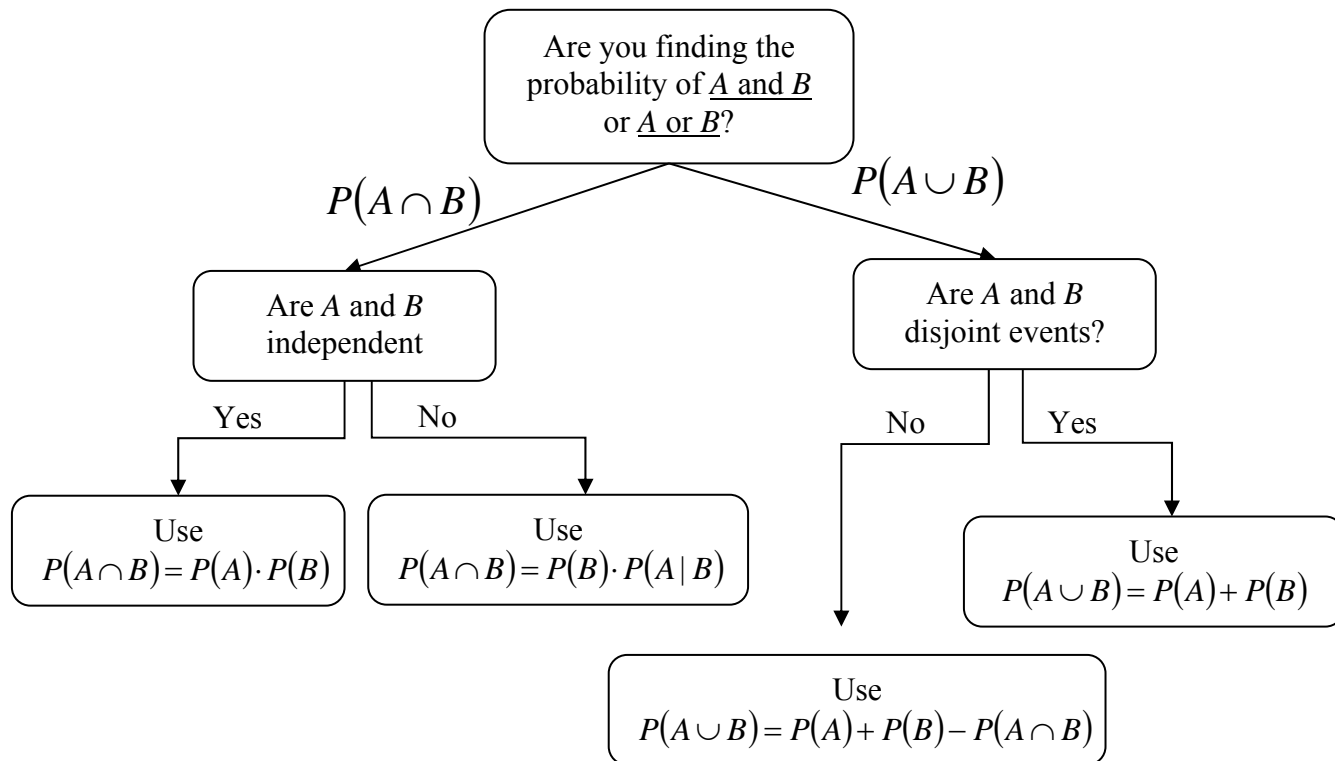 Are you finding the
probability of A and B
or A or B?
P(A ∩ B)
P(A ∪ B)
Are A and B
independent
Are A and B
disjoint events?
Yes
No
No
Yes
Use
P(A ∩ B) = P(A) · P(B)
Use
P(A ∩ B) = P(B) · P(A | B)
Use
P(A ∪ B) = P(A) + P(B)
Use
P(A ∪ B) = P(A) + P(B) − P(A ∩ B)